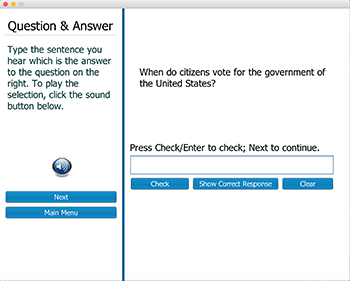 Question & Answer
Type the sentence you
hear which is the answer
to the question on the
right. To play the
selection, click the sound
button below.
Next
Main Menu
When do citizens vote for the government of
the United States?
Press Check/Enter to check; Next to continue.
Check
Show Correct Response
Clear